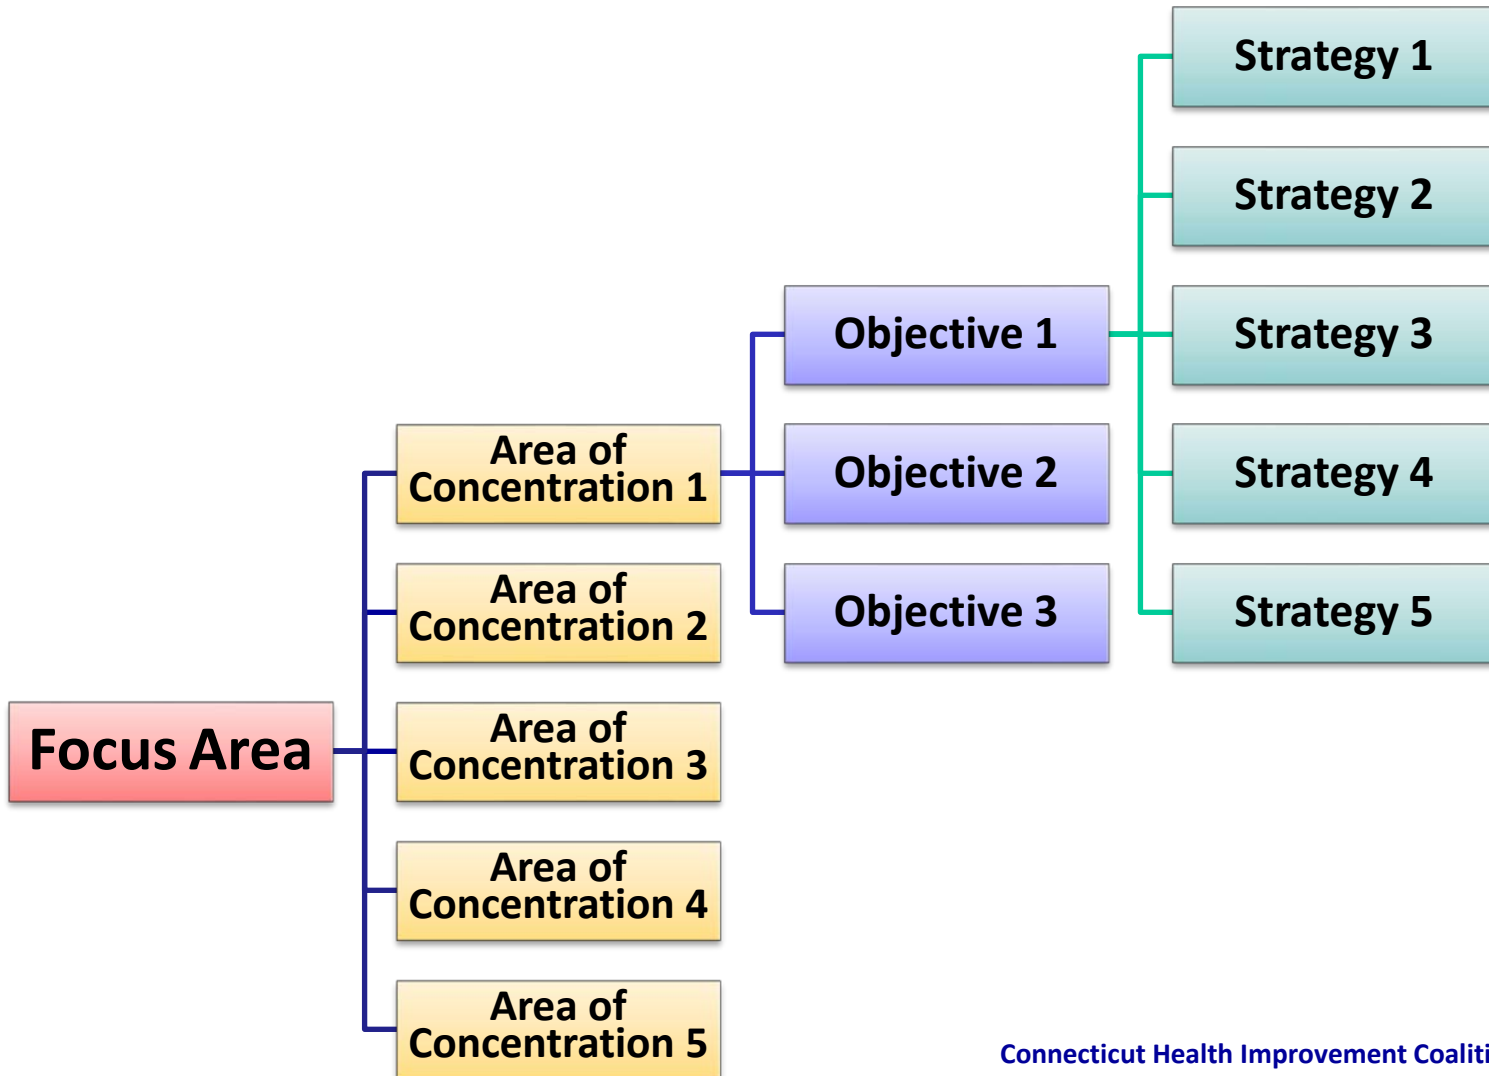 Strategy 1
Strategy 2
Objective 1
Strategy 3
Area of
Concentration 1
Objective 2
Strategy 4
Area of
Concentration 2
Objective 3
Strategy 5
Focus Area
Area of
Concentration 3
Area of
Concentration 4
Area of
Concentration 5
Connecticut Health Improvement Coaliti